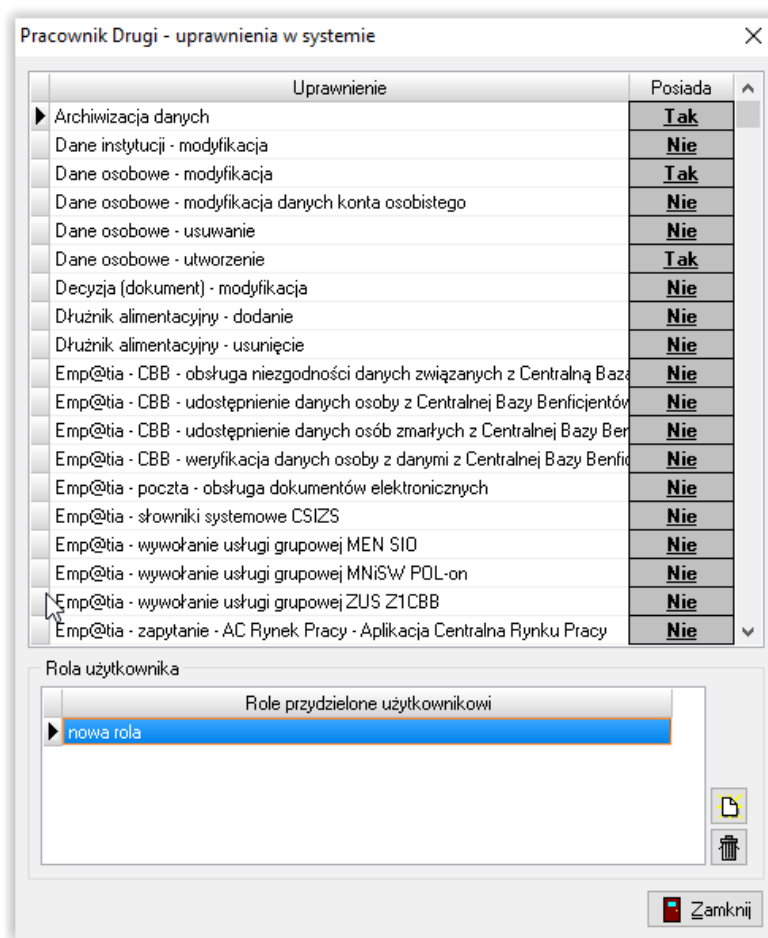 Pracownik Drugi - uprawnienia w systemie
Uprawnienie Posiada
Archiwizacja danych Tak
Dane instytucji - modyfikacja Nie
Dane osobowe - modyfikacja Tak
Dane osobowe - modyfikacja danych konta osobistego Nie
Dane osobowe - usuwanie Nie
Dane osobowe - utworzenie Tak
Decyzja (dokument) - modyfikacja Nie
Dłużnik alimentacyjny - dodanie Nie
Dłużnik alimentacyjny - usunięcie Nie
Emp@tia - CBB - obsługa niezgodności danych związanych z Centralną Baza Nie
Emp@tia - CBB - udostępnienie danych osoby z Centralnej Bazy Benficjentów Nie
Emp@tia - CBB - udostępnienie danych osób zmarłych z Centralnej Bazy Ber Nie
Emp@tia - CBB - weryfikacja danych osoby z danymi z Centralnej Bazy Benfic Nie
Emp@tia - poczta - obsługa dokumentów elektronicznych Nie
Emp@tia - słowniki systemowe CSIZS Nie
Emp@tia - wywołanie usługi grupowej MEN SIO Nie
Emp@tia - wywołanie usługi grupowej MNiSW POL-on Nie
Emp@tia - wywołanie usługi grupowej ZUS Z1CBB Nie
Emp@tia - zapytanie - AC Rynek Pracy - Aplikacja Centralna Rynku Pracy Nie
Rola użytkownika
Role przydzielone użytkownikowi
nowa rola
Zamknij